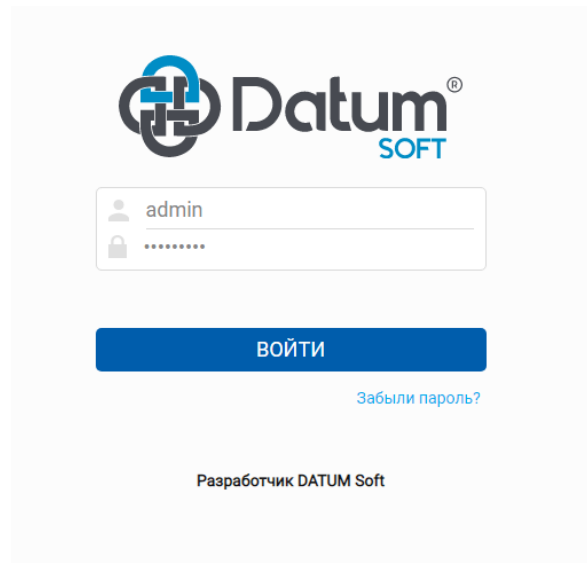 Datum®
SOFT
admin
•••••••••
ВОЙТИ
Забыли пароль?
Разработчик DATUM Soft